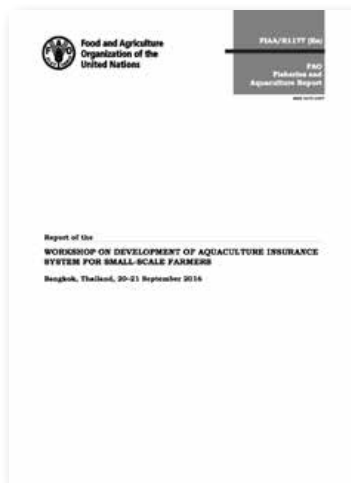 Food and Agriculture
Organization of the
United Nations
FIAA/R1177 (En)
FAO
Fisheries and
Aquaculture Report
Report of the
WORKSHOP ON DEVELOPMENT OF AQUACULTURE INSURANCE
SYSTEM FOR SMALL-SCALE FARMERS
Bangkok, Thailand, 20–21 September 2016